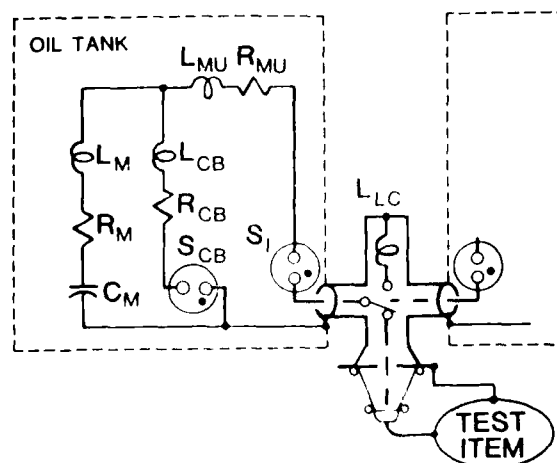 OIL TANK
L_MU R_MU
L_M
L_CB
R_M
R_CB
S_CB
C_M
S_I
L_LC
TEST
ITEM